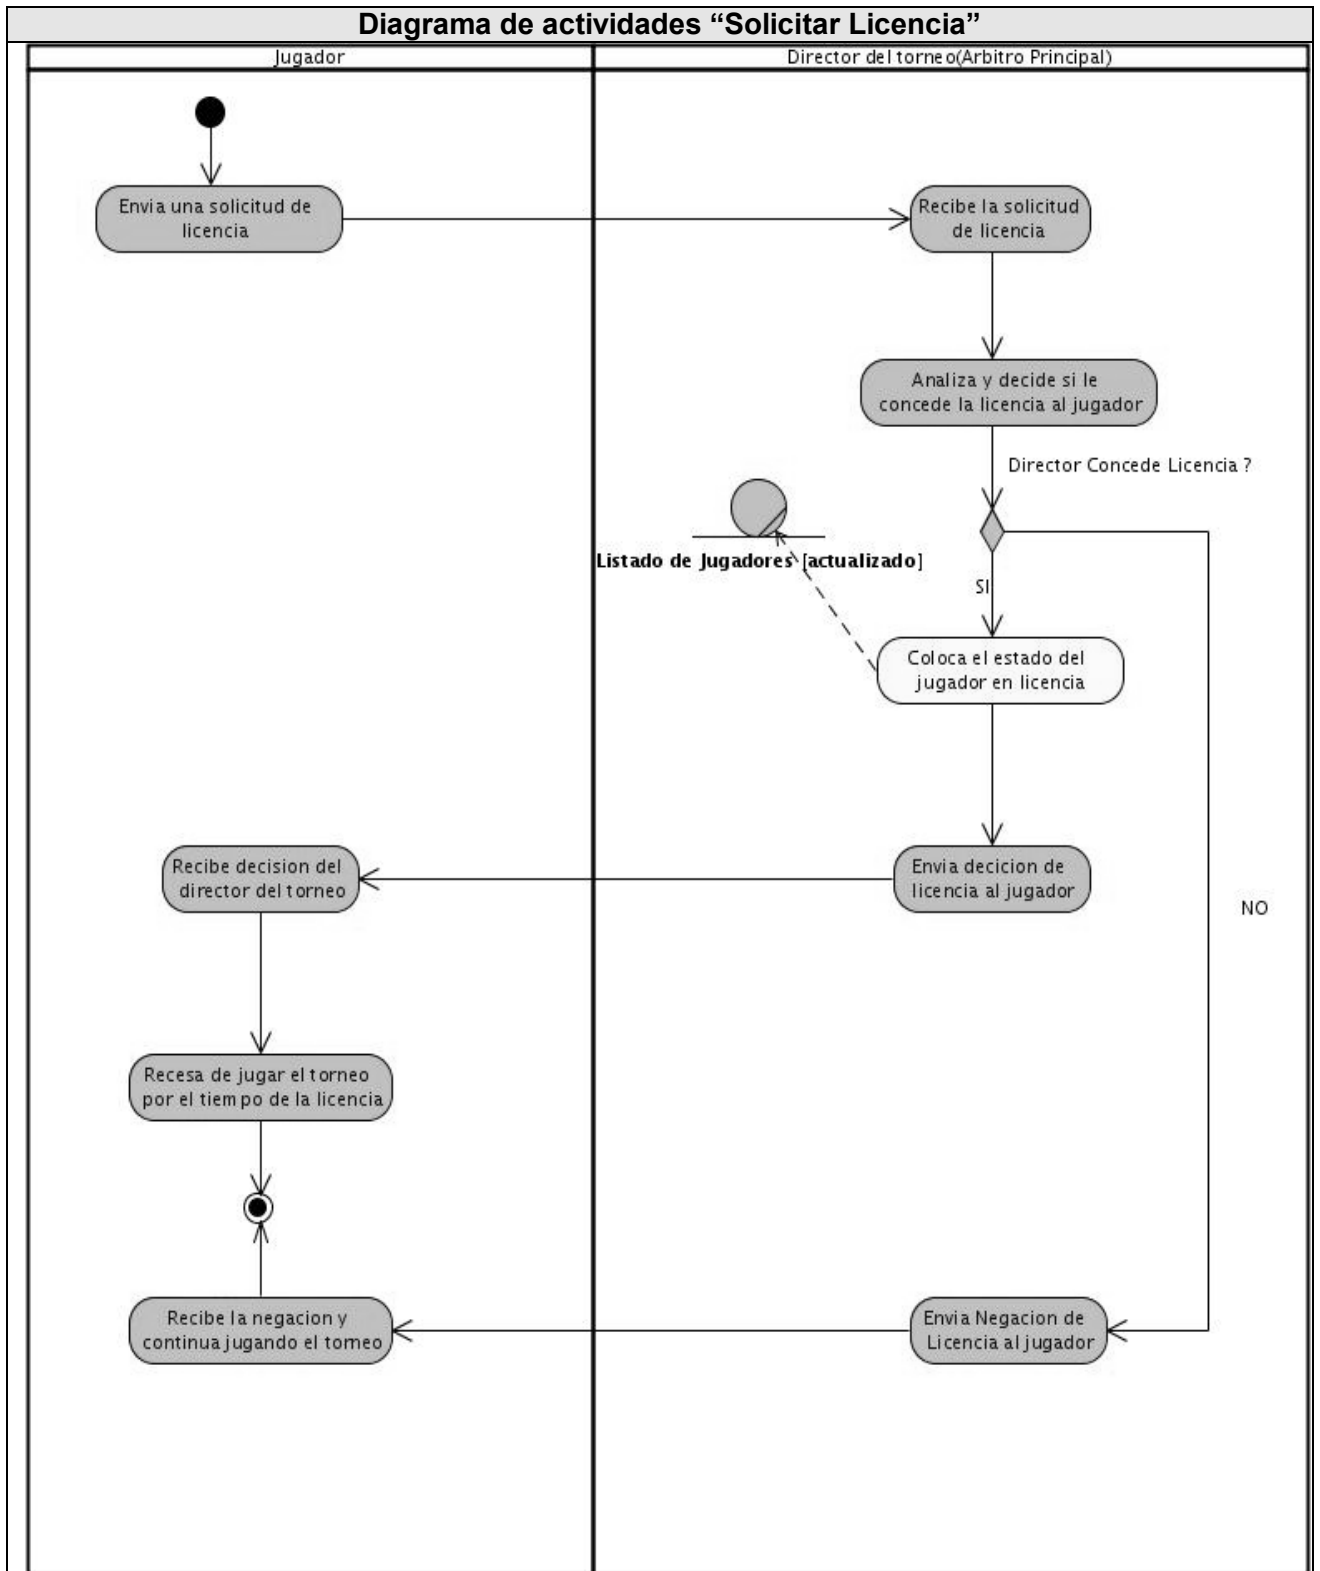 Diagrama de actividades “Solicitar Licencia”
Jugador
Director del torneo(Arbitro Principal)
Envia una solicitud de
licencia
Recibe la solicitud
de licencia
Analiza y decide si le
concede la licencia al jugador
Director Concede Licencia ?
Listado de Jugadores [actualizado]
SI
Coloca el estado del
jugador en licencia
Recibe decision del
director del torneo
Envia decicion de
licencia al jugador
NO
Recesa de jugar el torneo
por el tiempo de la licencia
Recibe la negacion y
continua jugando el torneo
Envia Negacion de
Licencia al jugador